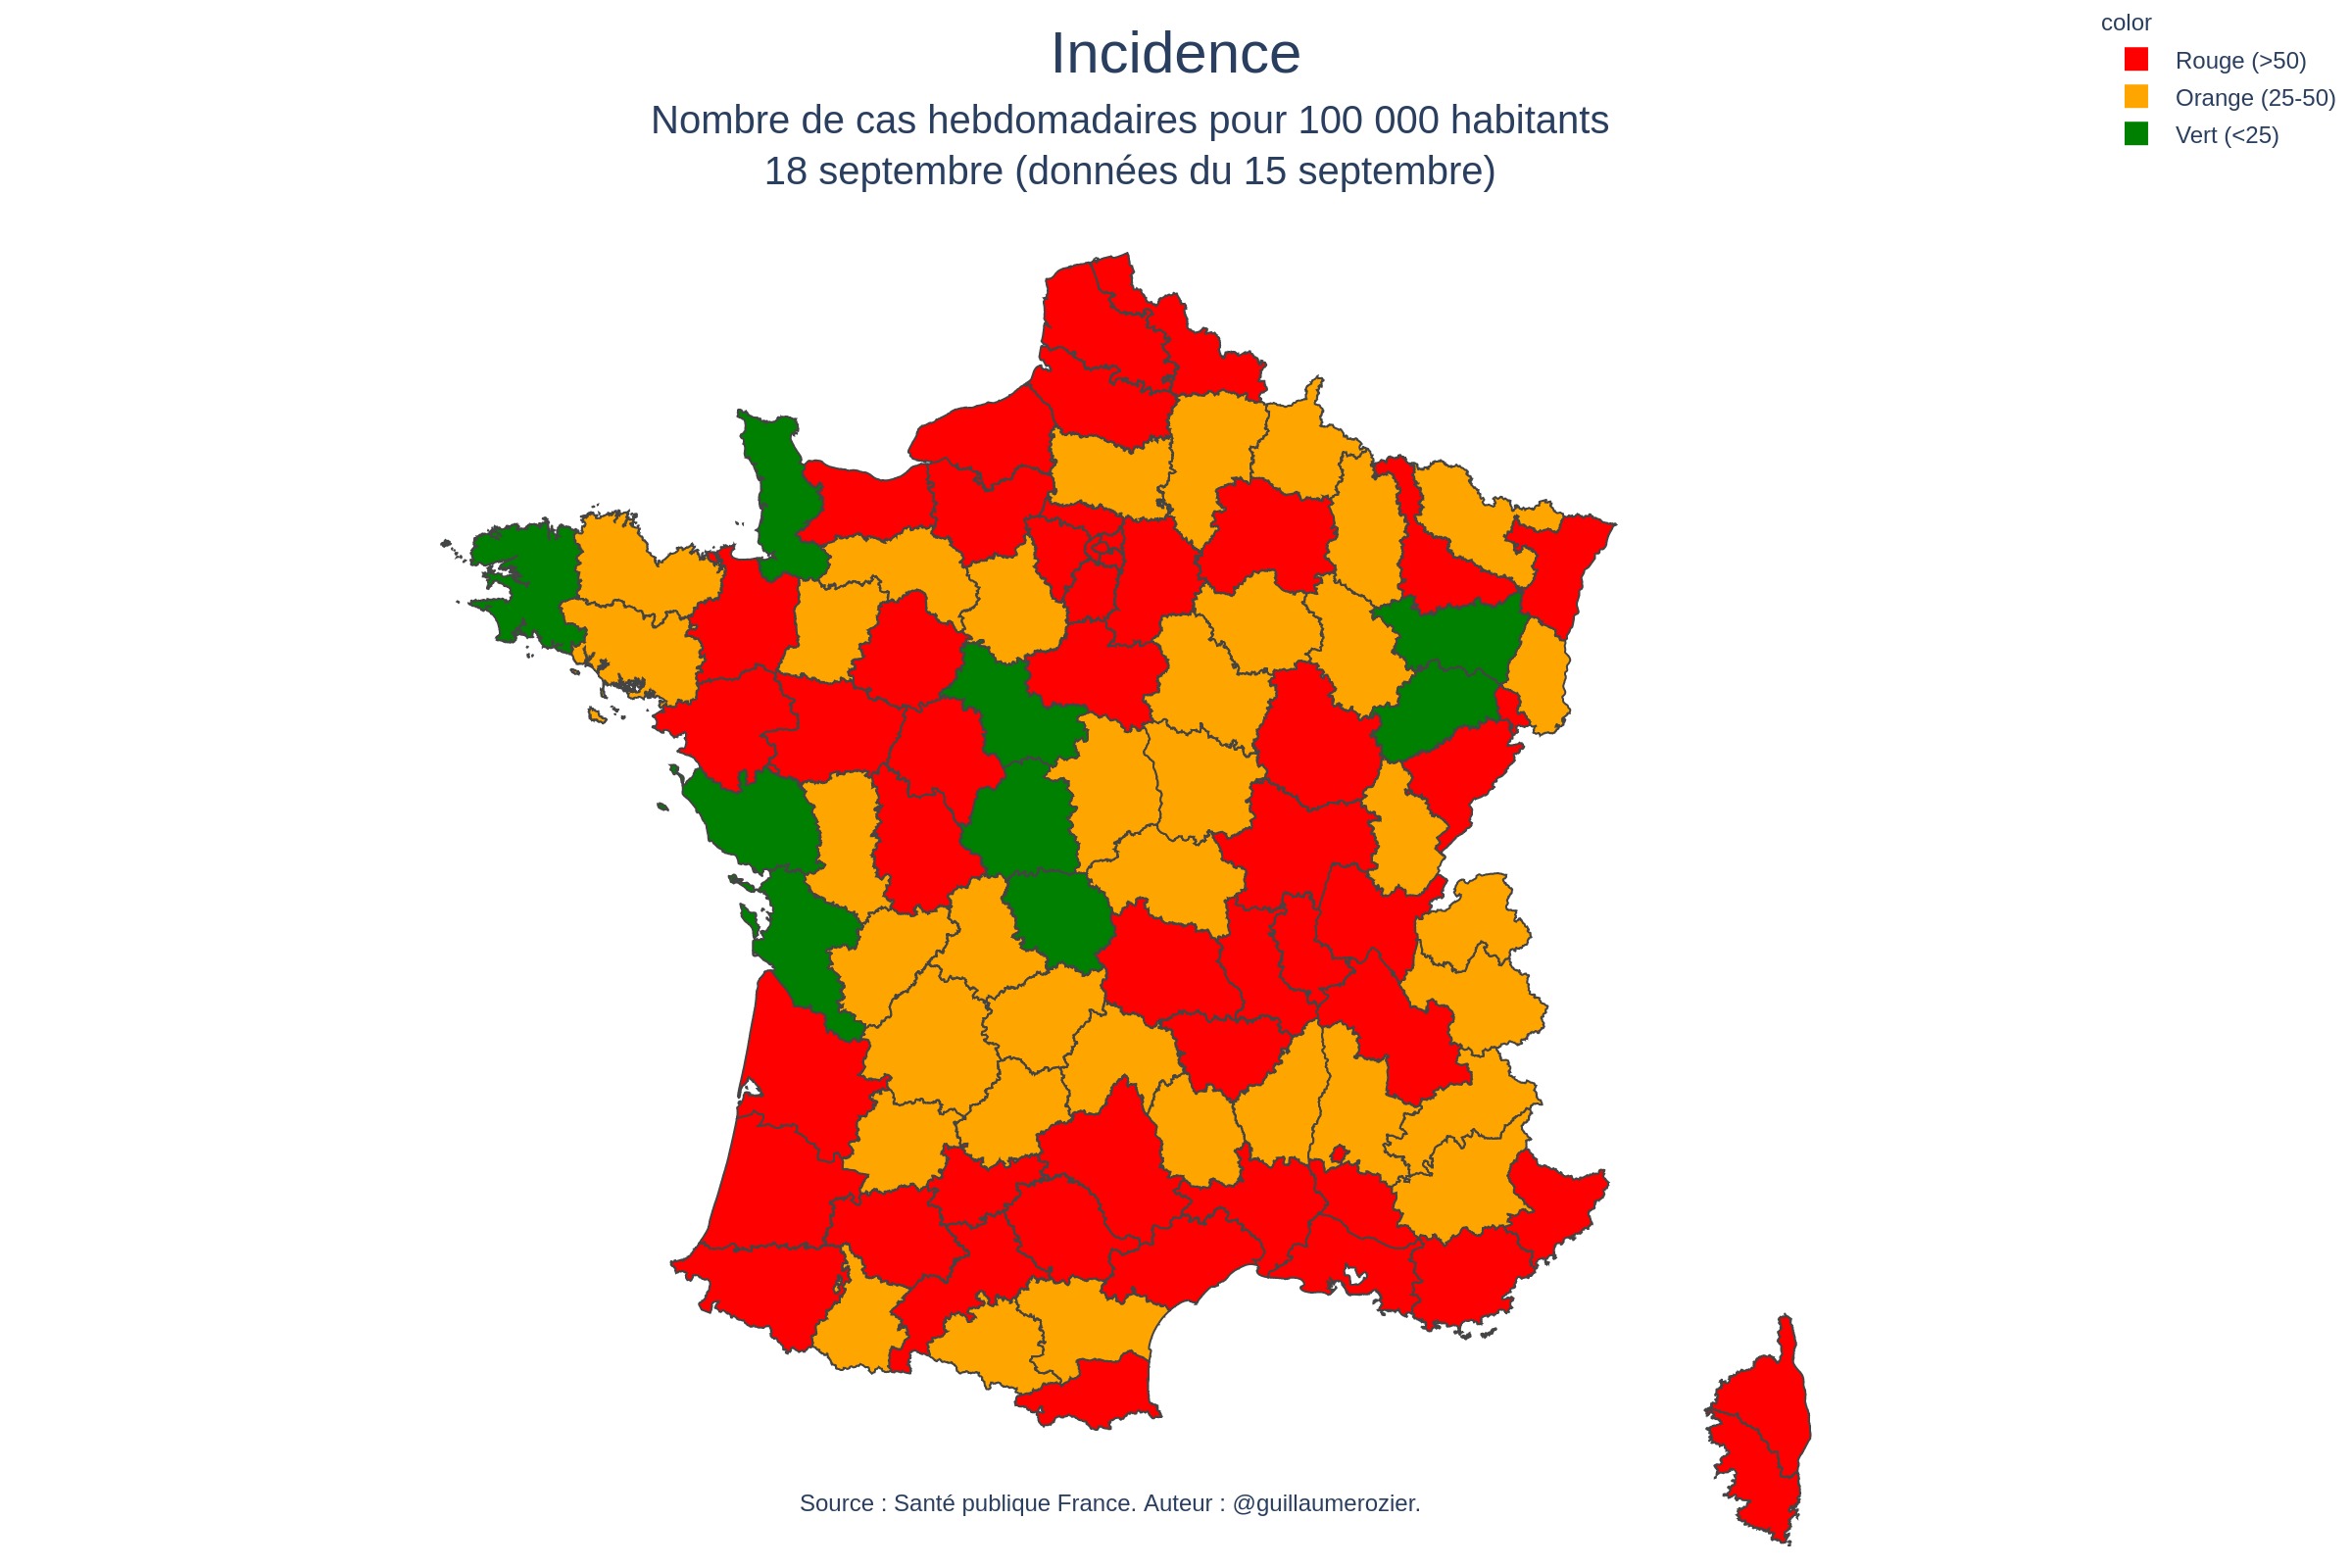 Incidence
Nombre de cas hebdomadaires pour 100 000 habitants
18 septembre (données du 15 septembre)
color
Rouge (>50)
Orange (25-50)
Vert (<25)
Source : Santé publique France. Auteur : @guillaumerozier.